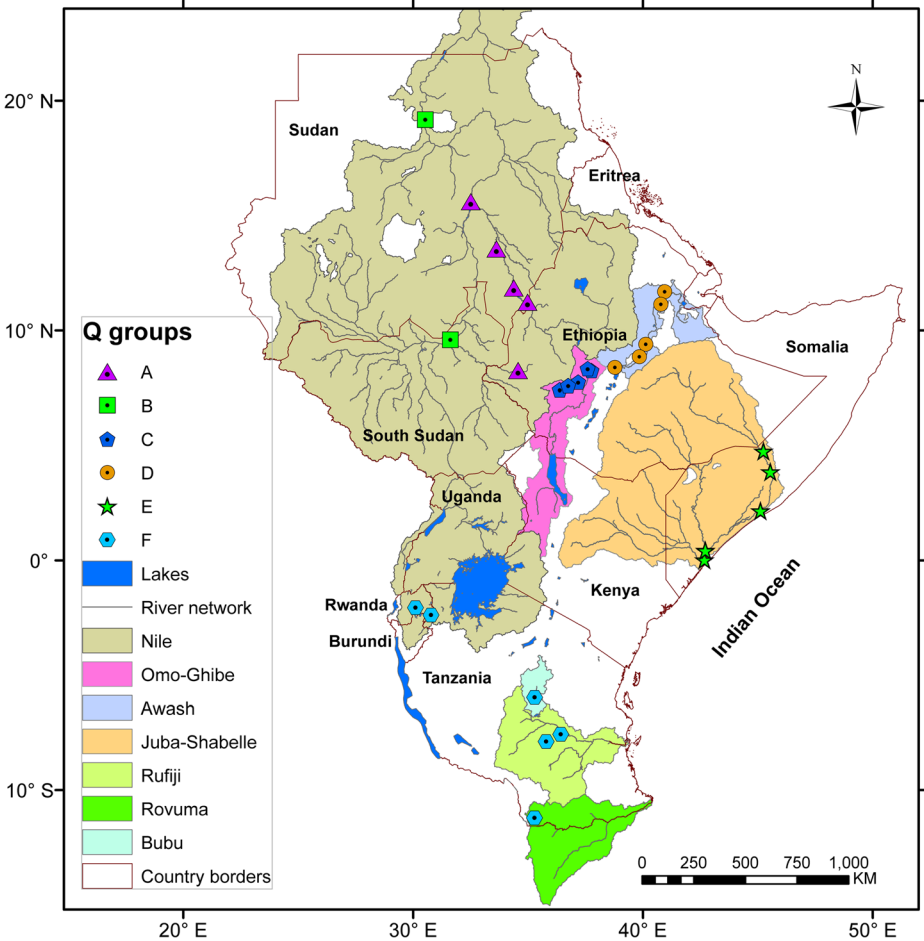 20° N
10° N
0°
10° S
20° E
30° E
40° E
50° E
N
Sudan
Eritrea
Ethiopia
Somalia
South Sudan
Uganda
Kenya
Rwanda
Burundi
Tanzania
Indian Ocean
Q groups
A
B
C
D
E
F
Lakes
River network
Nile
Omo-Ghibe
Awash
Juba-Shabelle
Rufiji
Rovuma
Bubu
Country borders
0 250 500 750 1,000
KM